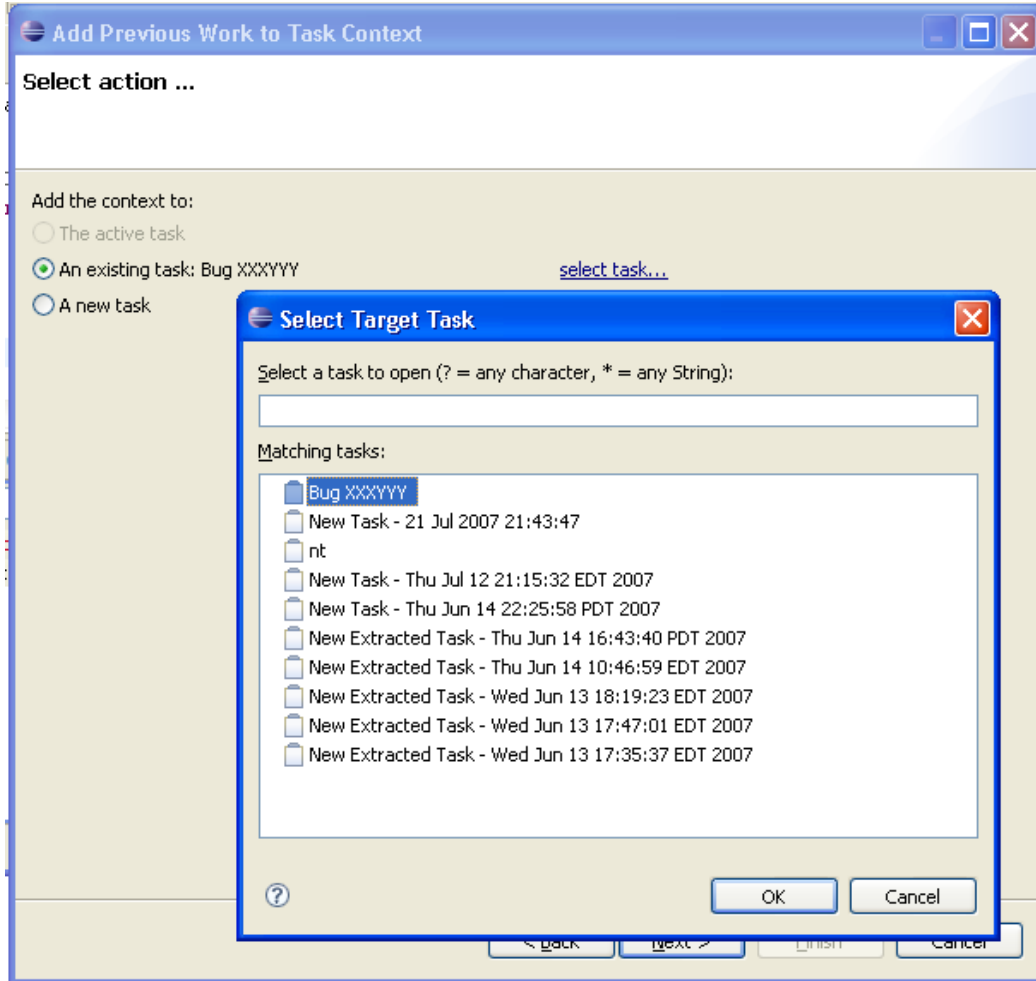 Add Previous Work to Task Context
Select action ...
Add the context to:
The active task
An existing task: Bug XXXYYY
select task...
A new task
Select Target Task
Select a task to open (? = any character, * = any String):
Matching tasks:
Bug XXXYYY
New Task - 21 Jul 2007 21:43:47
nt
New Task - Thu Jul 12 21:15:32 EDT 2007
New Task - Thu Jun 14 22:25:58 PDT 2007
New Extracted Task - Thu Jun 14 16:43:40 PDT 2007
New Extracted Task - Thu Jun 14 10:46:59 EDT 2007
New Extracted Task - Wed Jun 13 18:19:23 EDT 2007
New Extracted Task - Wed Jun 13 17:47:01 EDT 2007
New Extracted Task - Wed Jun 13 17:35:37 EDT 2007
?
OK
Cancel
< Back
Next >
Finish
Cancel